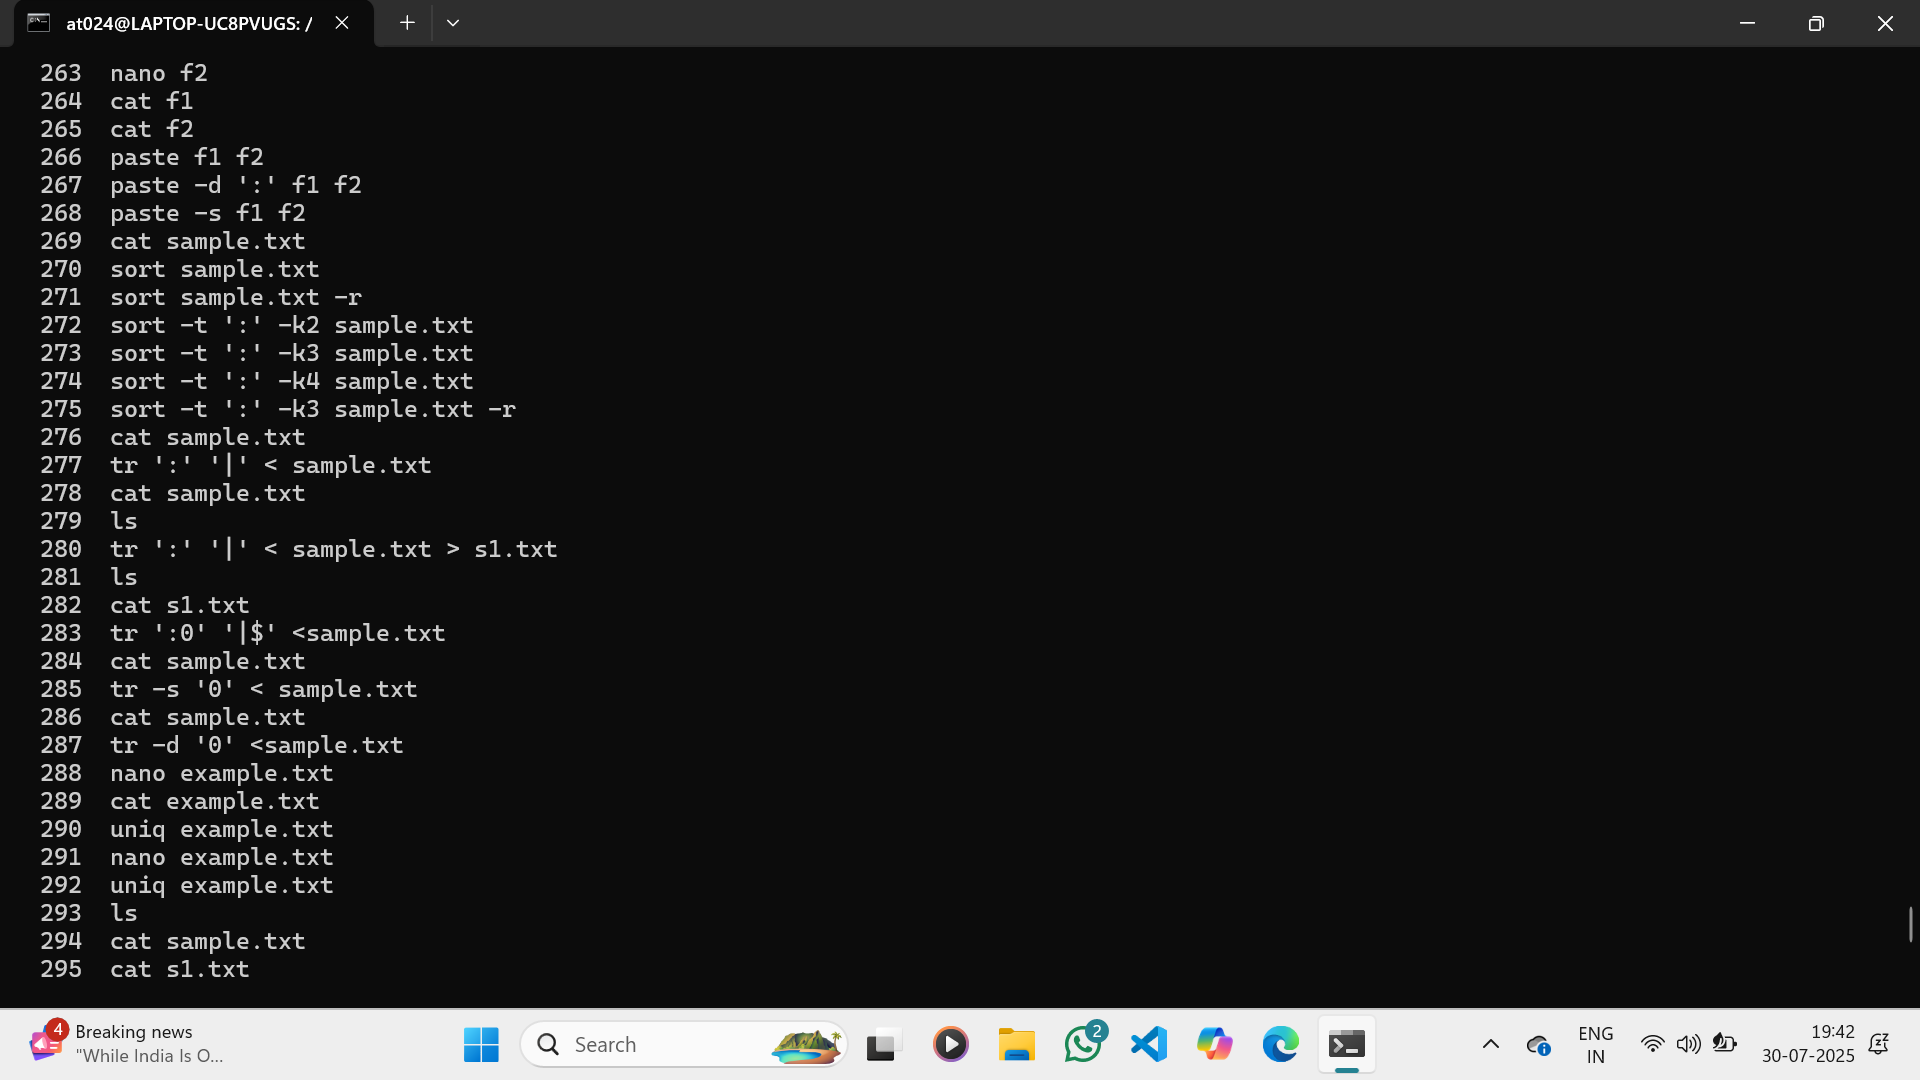 at024@LAPTOP-UC8PVUGS: /
263 nano f2
264 cat f1
265 cat f2
266 paste f1 f2
267 paste -d ':' f1 f2
268 paste -s f1 f2
269 cat sample.txt
270 sort sample.txt
271 sort sample.txt -r
272 sort -t ':' -k2 sample.txt
273 sort -t ':' -k3 sample.txt
274 sort -t ':' -k4 sample.txt
275 sort -t ':' -k3 sample.txt -r
276 cat sample.txt
277 tr ':' '|' < sample.txt
278 cat sample.txt
279 ls
280 tr ':' '|' < sample.txt > s1.txt
281 ls
282 cat s1.txt
283 tr ':0' '|$' <sample.txt
284 cat sample.txt
285 tr -s '0' < sample.txt
286 cat sample.txt
287 tr -d '0' <sample.txt
288 nano example.txt
289 cat example.txt
290 uniq example.txt
291 nano example.txt
292 uniq example.txt
293 ls
294 cat sample.txt
295 cat s1.txt
4
Breaking news
"While India Is O...
Search
2
ENG
IN
19:42
30-07-2025